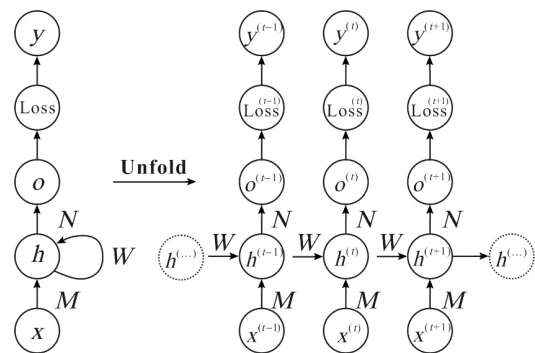 y y^(t-1) y^(t) y^(t+1)
Loss Loss^(t-1) Loss^(t) Loss^(t+1)
o Unfold o^(t-1) o^(t) o^(t+1)
N N N N
h W h^(...) W h^(t-1) W h^(t) W h^(t+1) h^(...)
M M M M
x x^(t-1) x^(t) x^(t+1)